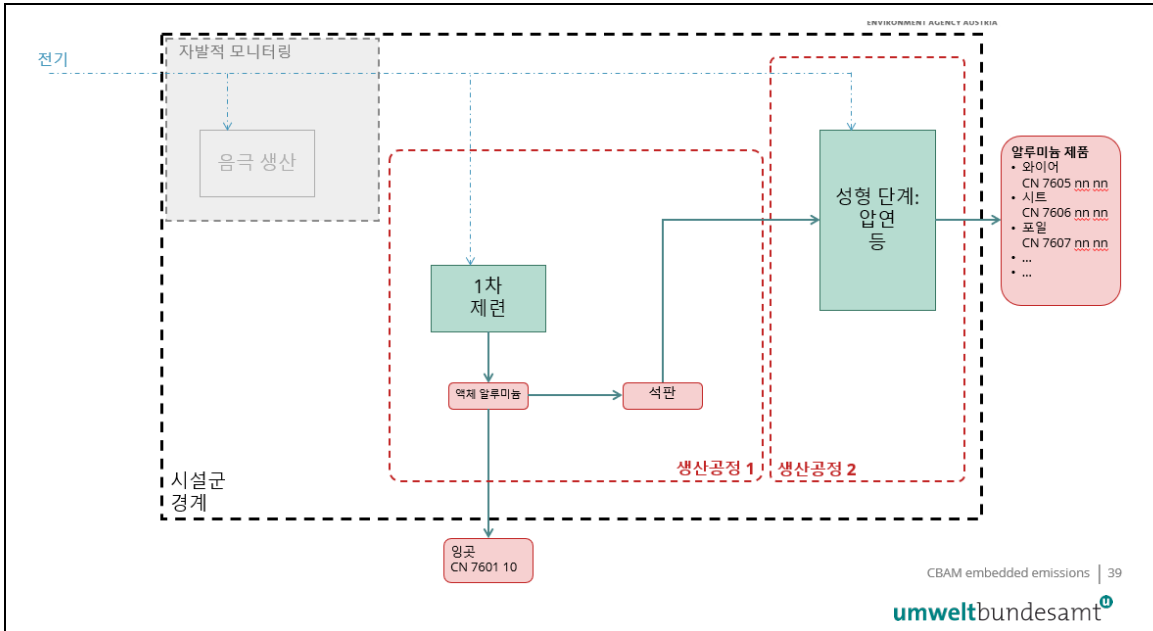 ENVIRONMENT AGENCY AUSTRIA
자발적 모니터링
전기
음극 생산
1차
제련
액체 알루미늄
석판
성형 단계:
압연
등
알루미늄 제품
• 와이어
CN 7605 nn nn
• 시트
CN 7606 nn nn
• 포일
CN 7607 nn nn
• ...
• ...
생산공정 1
생산공정 2
시설군
경계
잉곳
CN 7601 10
CBAM embedded emissions | 39
umweltbundesamt
u